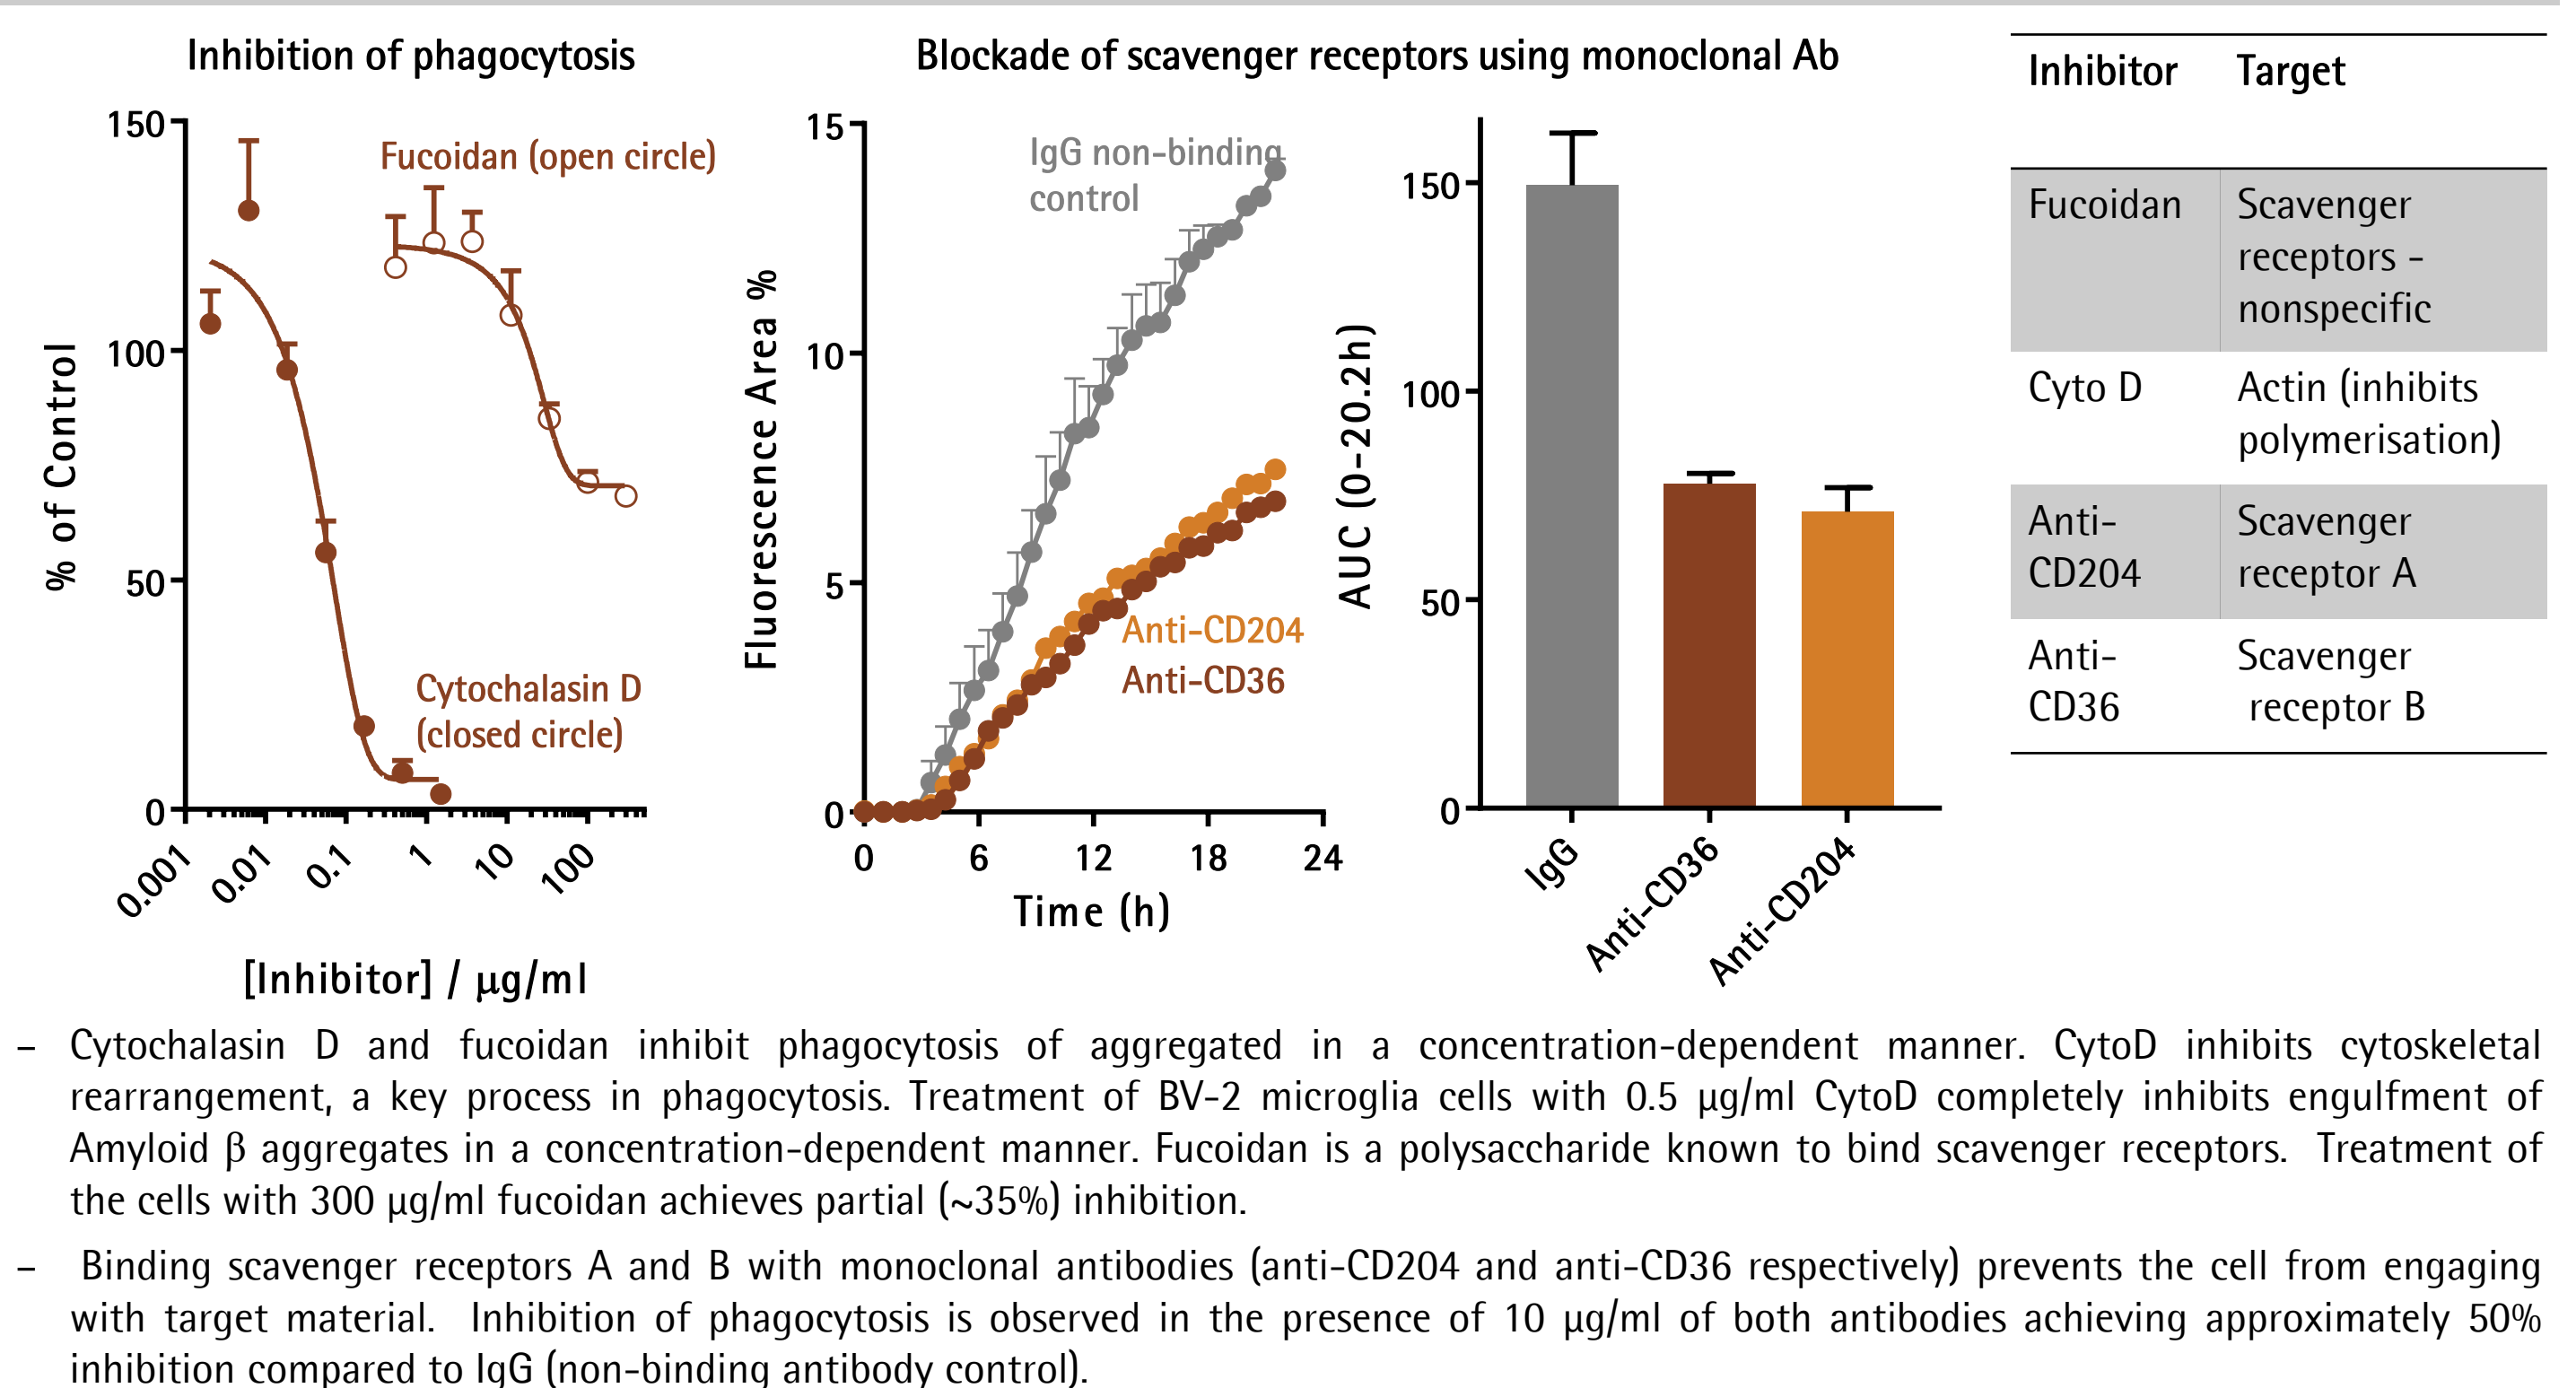 Inhibition of phagocytosis
150
100
50
0
% of Control
Fucoidan (open circle)
Cytochalasin D
(closed circle)
0.001
0.01
0.1
1
10
100
[Inhibitor] / μg/ml
Blockade of scavenger receptors using monoclonal Ab
15
10
5
0
Fluorescence Area %
IgG non-binding
control
Anti-CD204
Anti-CD36
0
6
12
18
24
Time (h)
150
100
50
0
AUC (0-20.2h)
IgG
Anti-CD36
Anti-CD204
Inhibitor Target
Fucoidan Scavenger
receptors -
nonspecific
Cyto D Actin (inhibits
polymerisation)
Anti- Scavenger
CD204 receptor A
Anti- Scavenger
CD36 receptor B
– Cytochalasin D and fucoidan inhibit phagocytosis of aggregated in a concentration-dependent manner. CytoD inhibits cytoskeletal
rearrangement, a key process in phagocytosis. Treatment of BV-2 microglia cells with 0.5 μg/ml CytoD completely inhibits engulfment of
Amyloid β aggregates in a concentration-dependent manner. Fucoidan is a polysaccharide known to bind scavenger receptors. Treatment of
the cells with 300 μg/ml fucoidan achieves partial (~35%) inhibition.
– Binding scavenger receptors A and B with monoclonal antibodies (anti-CD204 and anti-CD36 respectively) prevents the cell from engaging
with target material. Inhibition of phagocytosis is observed in the presence of 10 μg/ml of both antibodies achieving approximately 50%
inhibition compared to IgG (non-binding antibody control).